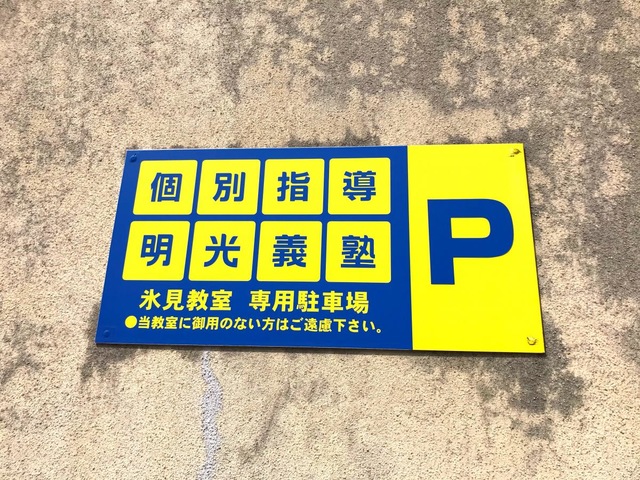 個別指導
明光義塾
氷見教室 専用駐車場
●当教室に御用のない方はご遠慮下さい。
P